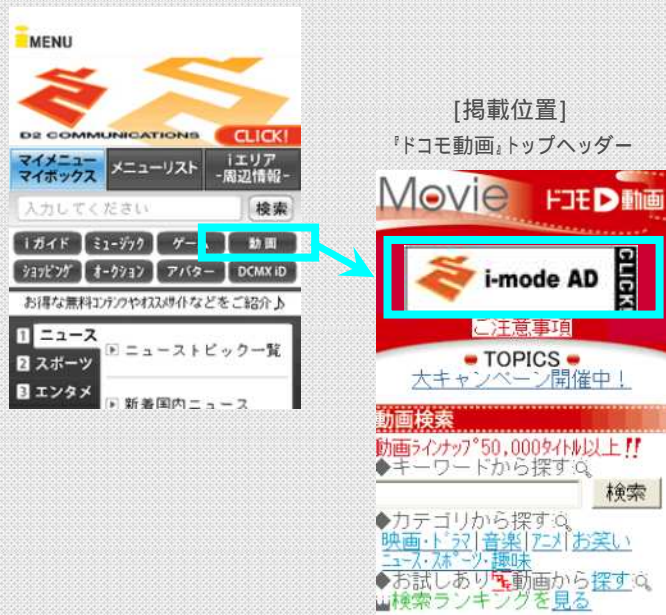 MENU
D2 COMMUNICATIONS
CLICK!
マイメニュー
マイボックス
メニューリスト
iエリア
-周辺情報-
入力してください
検索
iガイド
ミュージック
ゲーム
動画
ショッピング
オークション
アバター
DCMX iD
お得な無料コンテンツやオススメサイトなどをご紹介♪
1 ニュース
2 スポーツ
3 エンタメ
ニューストピック一覧
新着国内ニュース
[掲載位置]
『ドコモ動画』トップヘッダー
Movie
ドコモ動画
i-mode AD
CLICK!
ご注意事項
TOPICS
大キャンペーン開催中！
動画検索
動画ラインナップ50,000タイトル以上!!
◆キーワードから探す
検索
◆カテゴリから探す
映画・ドラマ|音楽|アニメ|お笑い
ニュース・スポーツ・趣味
◆お試しあり動画から探す
検索ランキングを見る